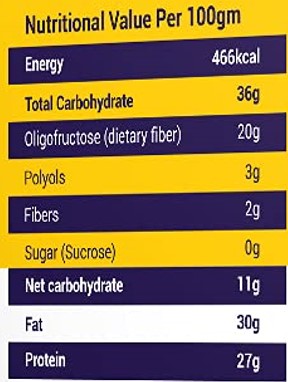 Nutritional Value Per 100gm
Energy 466kcal
Total Carbohydrate 36g
Oligofructose (dietary fiber) 20g
Polyols 3g
Fibers 2g
Sugar (Sucrose) 0g
Net carbohydrate 11g
Fat 30g
Protein 27g